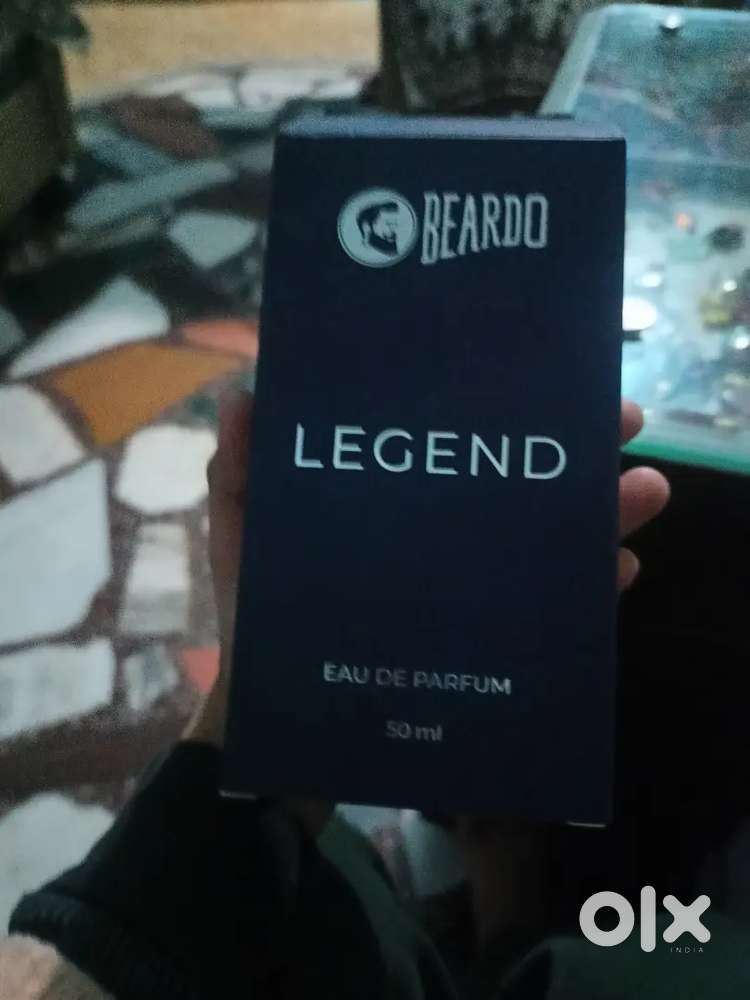 BEARDO
LEGEND
EAU DE PARFUM
50 ml
olx
INDIA